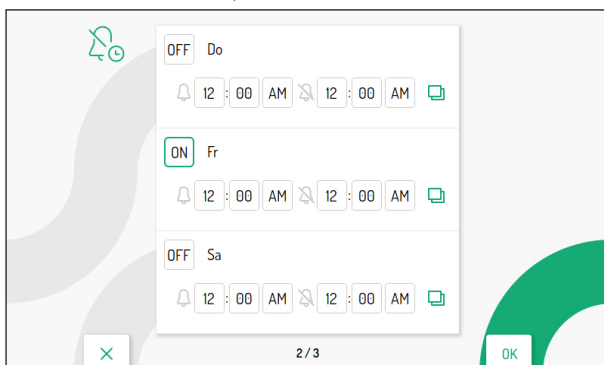 OFF Do
12 : 00 AM 12 : 00 AM
ON Fr
12 : 00 AM 12 : 00 AM
OFF Sa
12 : 00 AM 12 : 00 AM
2/3
OK